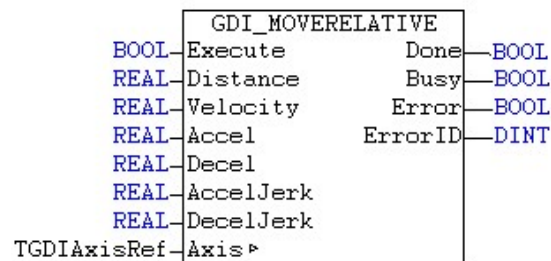 GDI_MOVERELATIVE
BOOL Execute Done BOOL
REAL Distance Busy BOOL
REAL Velocity Error BOOL
REAL Accel ErrorID DINT
REAL Decel
REAL AccelJerk
REAL DecelJerk
TGDIAxisRef Axis